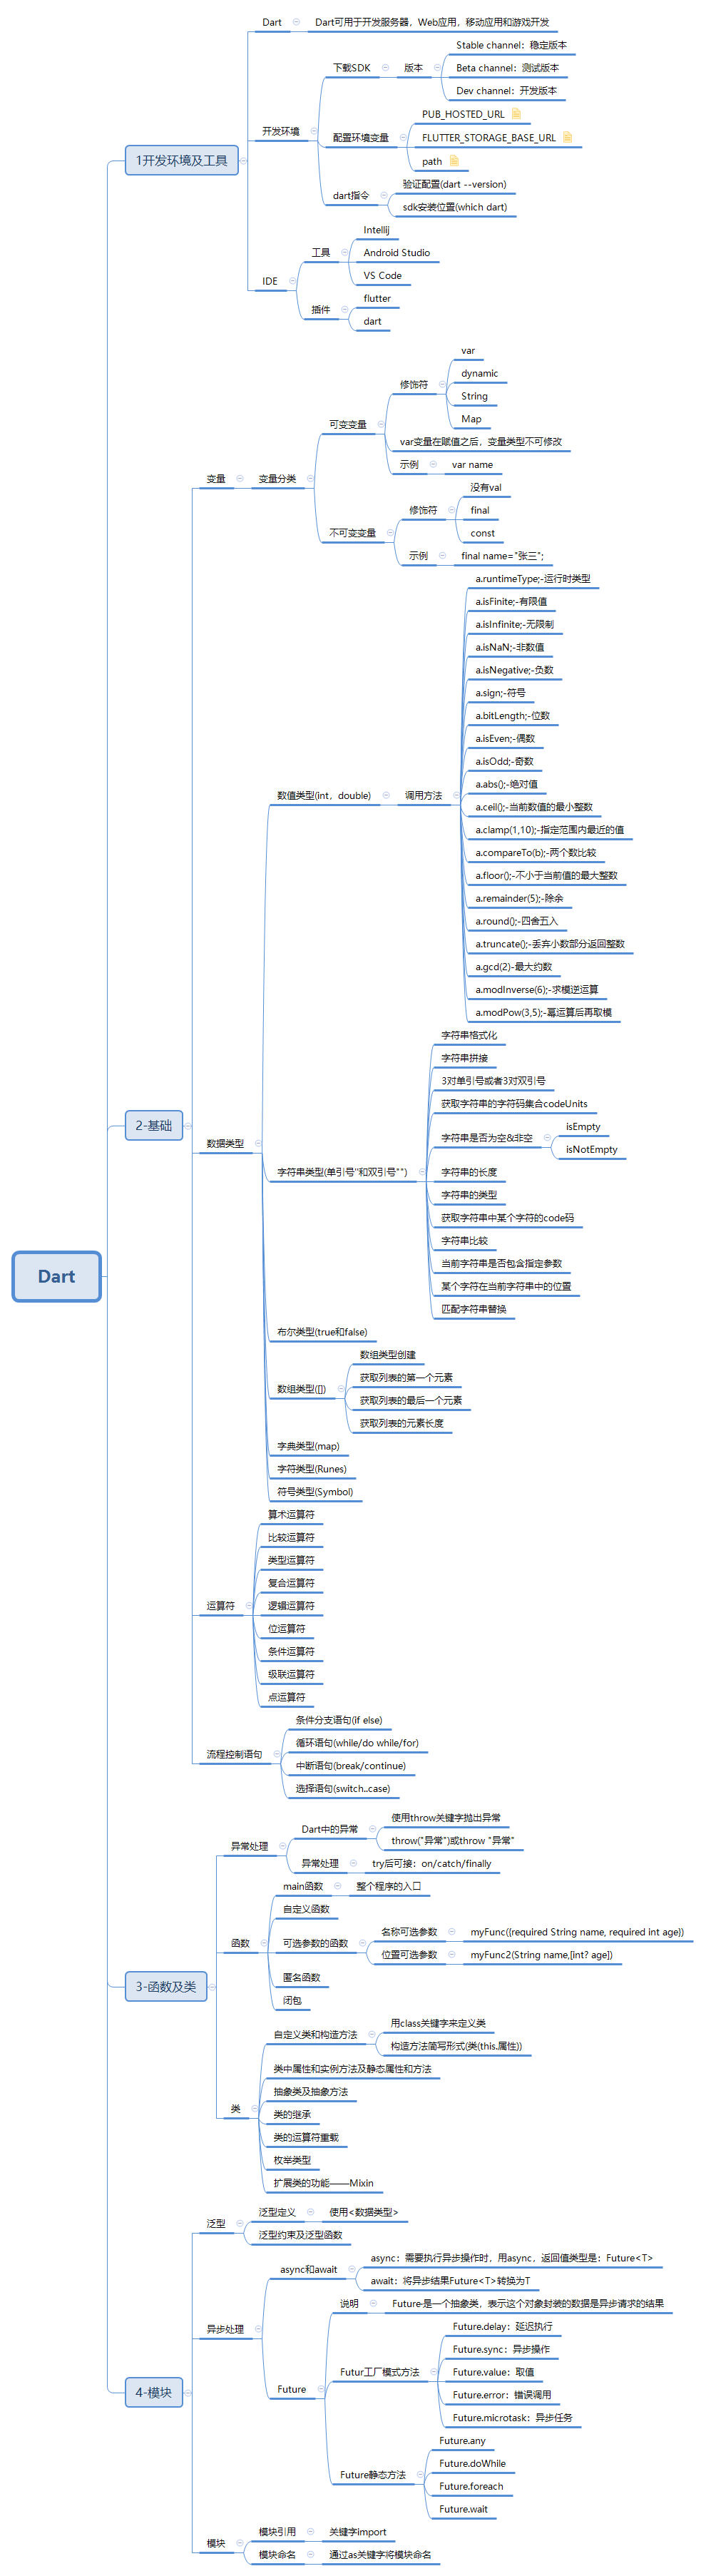 Dart
1开发环境及工具
Dart
Dart可用于开发服务器，Web应用，移动应用和游戏开发
开发环境
下载SDK
版本
Stable channel：稳定版本
Beta channel：测试版本
Dev channel：开发版本
配置环境变量
PUB_HOSTED_URL
FLUTTER_STORAGE_BASE_URL
path
dart指令
验证配置(dart --version)
sdk安装位置(which dart)
IDE
工具
Intellij
Android Studio
VS Code
插件
flutter
dart
2-基础
变量
变量分类
可变变量
修饰符
var
dynamic
String
Map
var变量在赋值之后，变量类型不可修改
示例
var name
不可变变量
修饰符
没有val
final
const
示例
final name="张三";
数据类型
数值类型(int，double)
调用方法
a.runtimeType;-运行时类型
a.isFinite;-有限值
a.isInfinite;-无限制
a.isNaN;-非数值
a.isNegative;-负数
a.sign;-符号
a.bitLength;-位数
a.isEven;-偶数
a.isOdd;-奇数
a.abs();-绝对值
a.ceil();-当前数值的最小整数
a.clamp(1,10);-指定范围内最近的值
a.compareTo(b);-两个数比较
a.floor();-不小于当前值的最大整数
a.remainder(5);-除余
a.round();-四舍五入
a.truncate();-丢弃小数部分返回整数
a.gcd(2)-最大约数
a.modInverse(6);-求模逆运算
a.modPow(3,5);-幂运算后再取模
字符串类型(单引号''和双引号"")
字符串格式化
字符串拼接
3对单引号或者3对双引号
获取字符串的字符码集合codeUnits
字符串是否为空&非空
isEmpty
isNotEmpty
字符串的长度
字符串的类型
获取字符串中某个字符的code码
字符串比较
当前字符串是否包含指定参数
某个字符在当前字符串中的位置
匹配字符串替换
布尔类型(true和false)
数组类型([])
数组类型创建
获取列表的第一个元素
获取列表的最后一个元素
获取列表的元素长度
字典类型(map)
字符类型(Runes)
符号类型(Symbol)
运算符
算术运算符
比较运算符
类型运算符
复合运算符
逻辑运算符
位运算符
条件运算符
级联运算符
点运算符
流程控制语句
条件分支语句(if else)
循环语句(while/do while/for)
中断语句(break/continue)
选择语句(switch..case)
3-函数及类
异常处理
Dart中的异常
使用throw关键字抛出异常
throw("异常")或throw "异常"
异常处理
try后可接：on/catch/finally
函数
main函数
整个程序的入口
自定义函数
可选参数的函数
名称可选参数
myFunc({required String name, required int age})
位置可选参数
myFunc2(String name,[int? age])
匿名函数
闭包
类
自定义类和构造方法
用class关键字来定义类
构造方法简写形式(类(this.属性))
类中属性和实例方法及静态属性和方法
抽象类及抽象方法
类的继承
类的运算符重载
枚举类型
扩展类的功能——Mixin
4-模块
泛型
泛型定义
使用<数据类型>
泛型约束及泛型函数
异步处理
async和await
async：需要执行异步操作时，用async，返回值类型是：Future<T>
await：将异步结果Future<T>转换为T
Future
说明
Future-是一个抽象类，表示这个对象封装的数据是异步请求的结果
Futur工厂模式方法
Future.delay：延迟执行
Future.sync：异步操作
Future.value：取值
Future.error：错误调用
Future.microtask：异步任务
Future静态方法
Future.any
Future.doWhile
Future.foreach
Future.wait
模块
模块引用
关键字import
模块命名
通过as关键字将模块命名